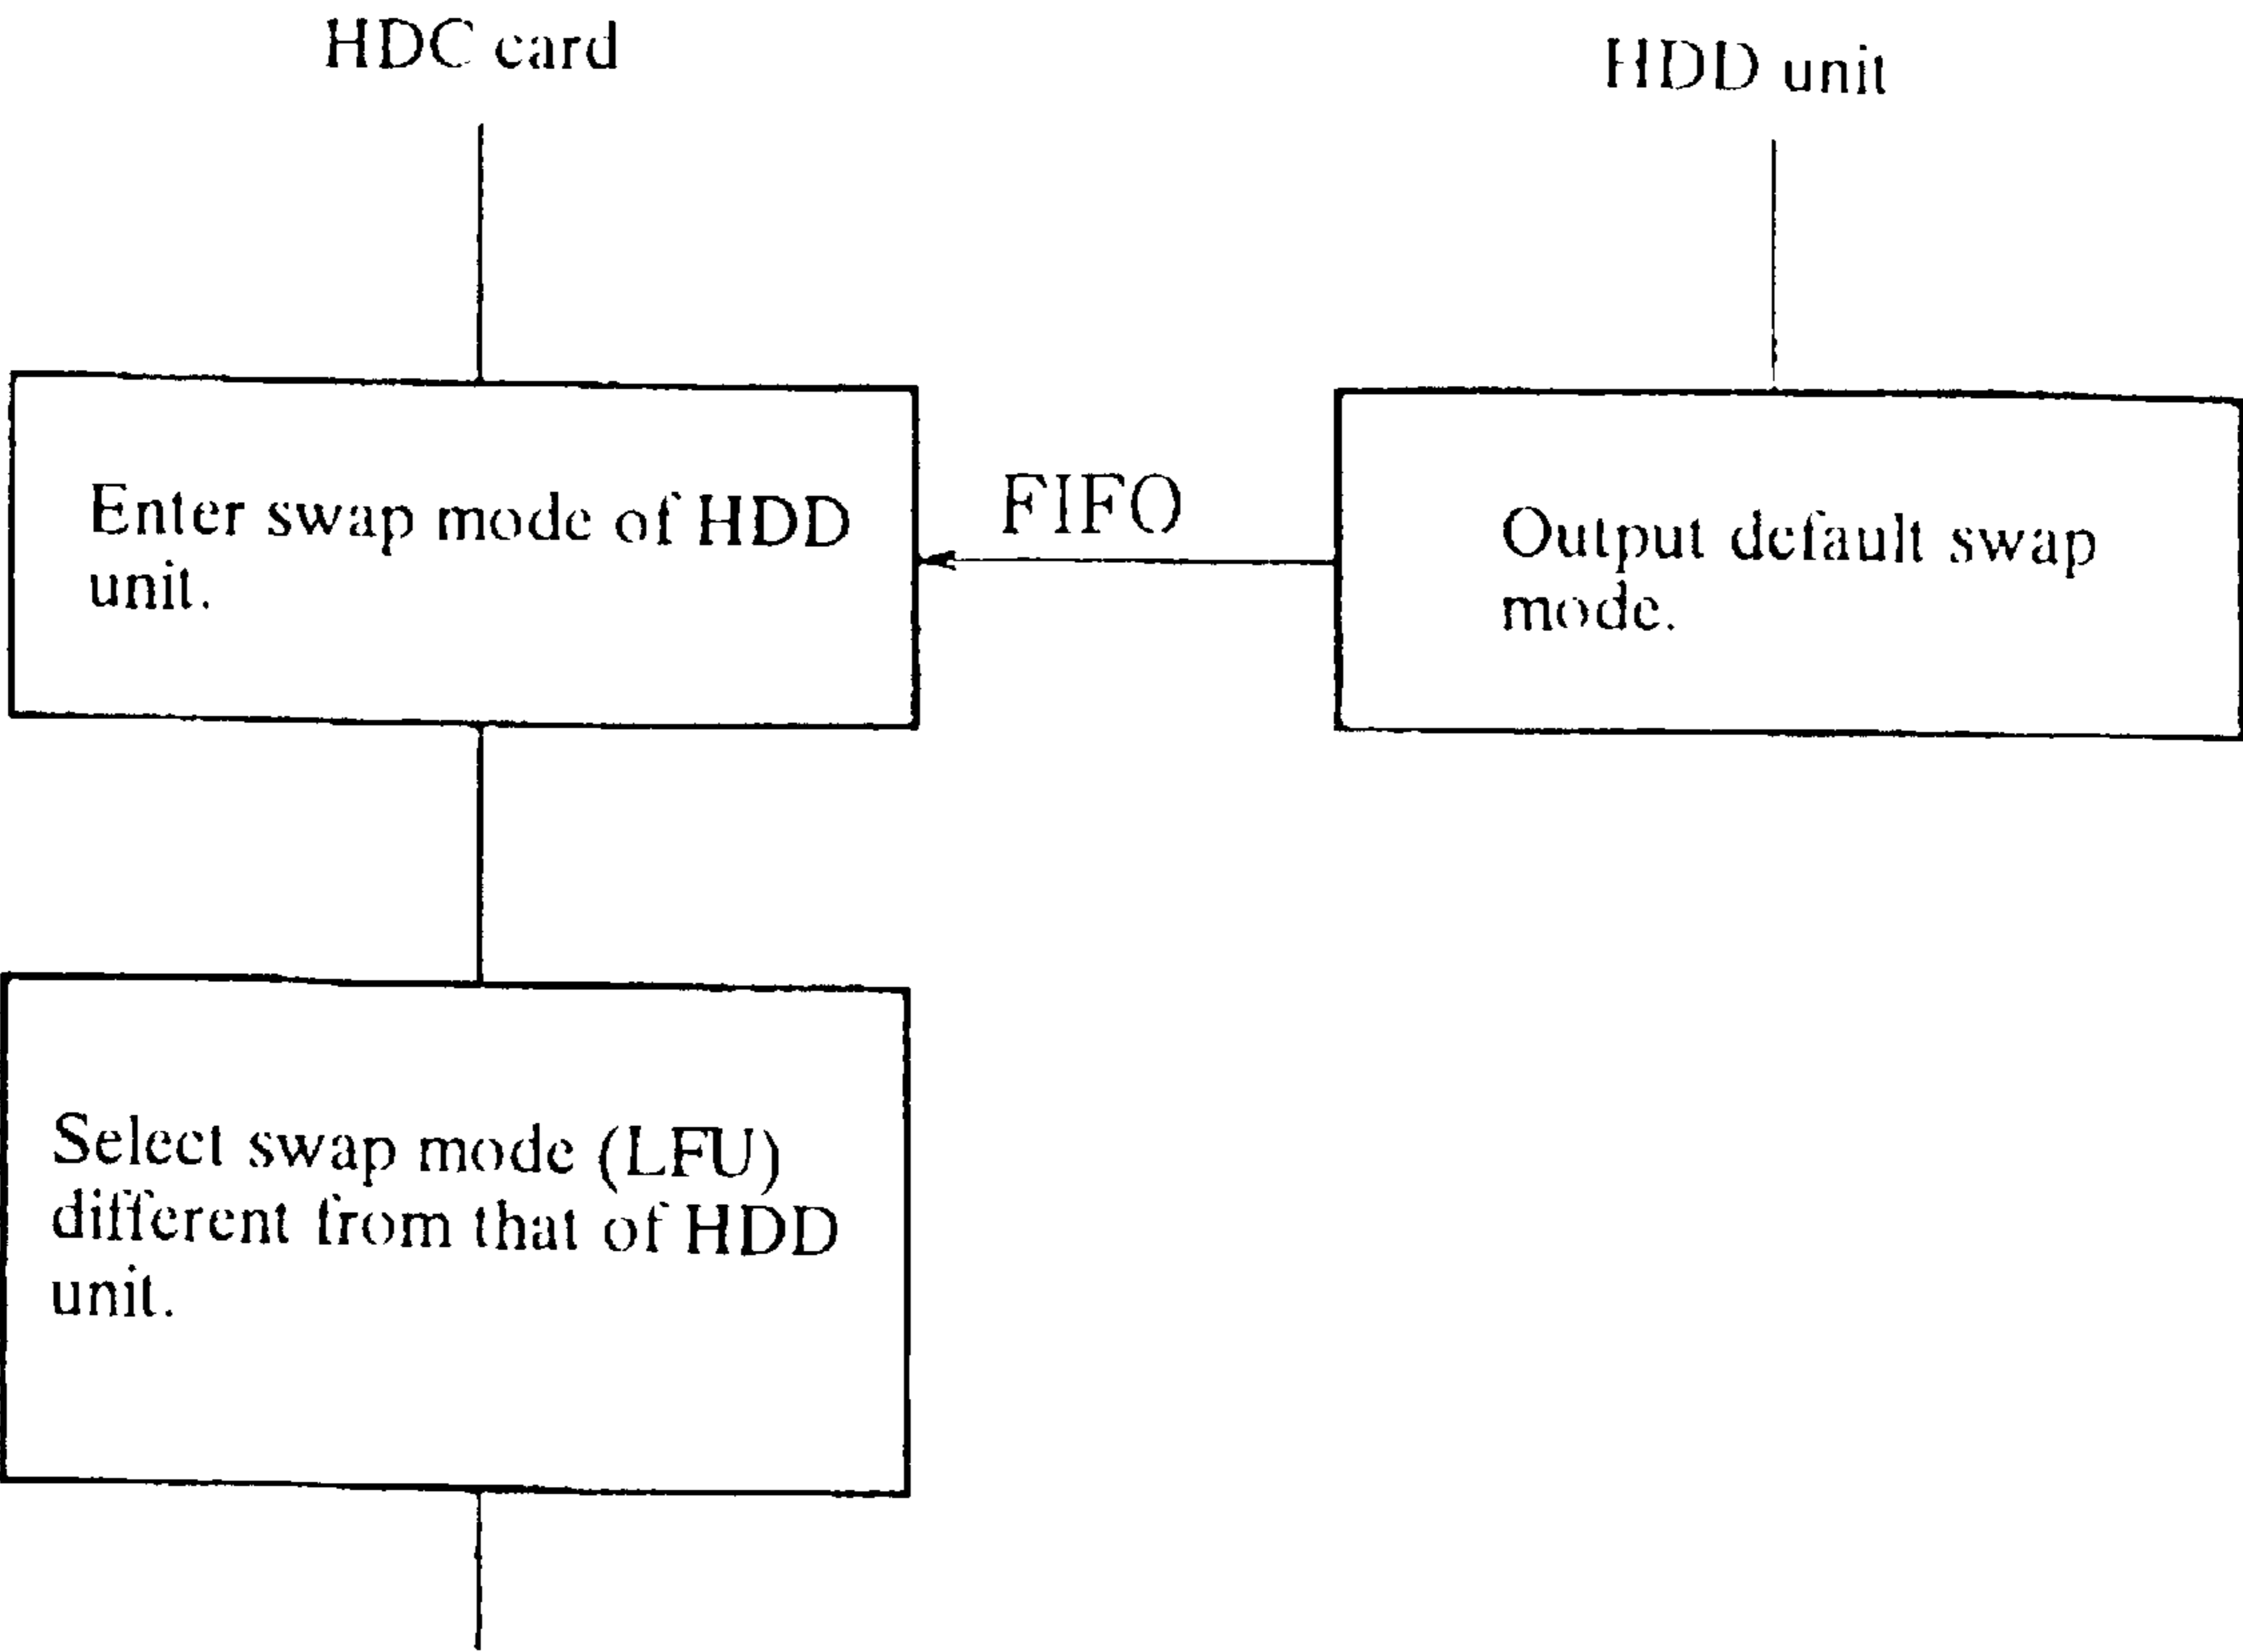 HDC card
HDD unit
Enter swap mode of HDD
unit.
FIFO
Output default swap
mode.
Select swap mode (LFU)
different from that of HDD
unit.